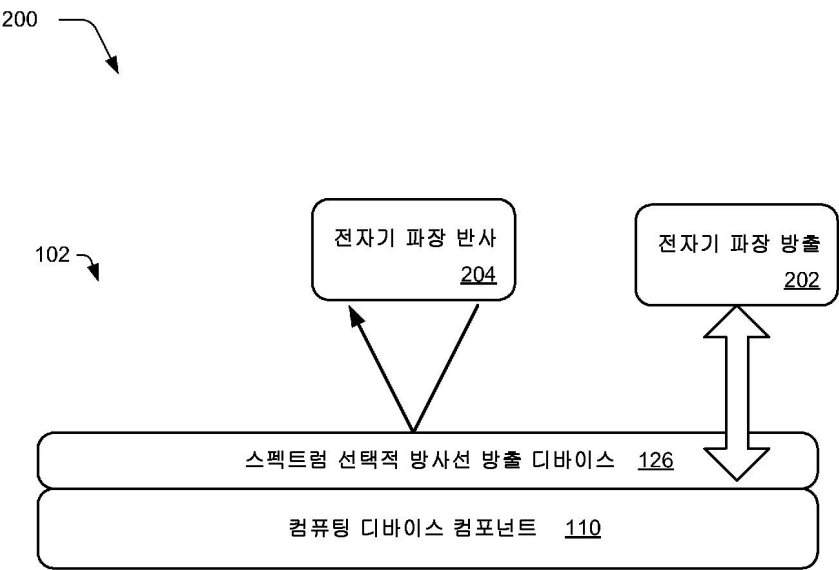 200
102
전자기 파장 반사
204
전자기 파장 방출
202
스펙트럼 선택적 방사선 방출 디바이스 126
컴퓨팅 디바이스 컴포넌트 110